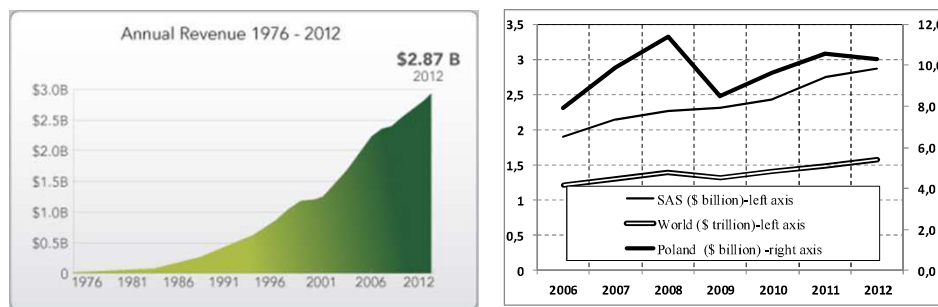 Annual Revenue 1976 - 2012
$2.87 B
2012
$3.0B
$2.5B
$2.0B
$1.5B
$1.0B
$0.5B
0
1976 1981 1986 1991 1996 2001 2006 2012
3,5
3
2,5
2
1,5
1
0,5
0
12,0
10,0
8,0
6,0
4,0
2,0
0,0
SAS ($ billion)-left axis
World ($ trillion)-left axis
Poland ($ billion) -right axis
2006 2007 2008 2009 2010 2011 2012